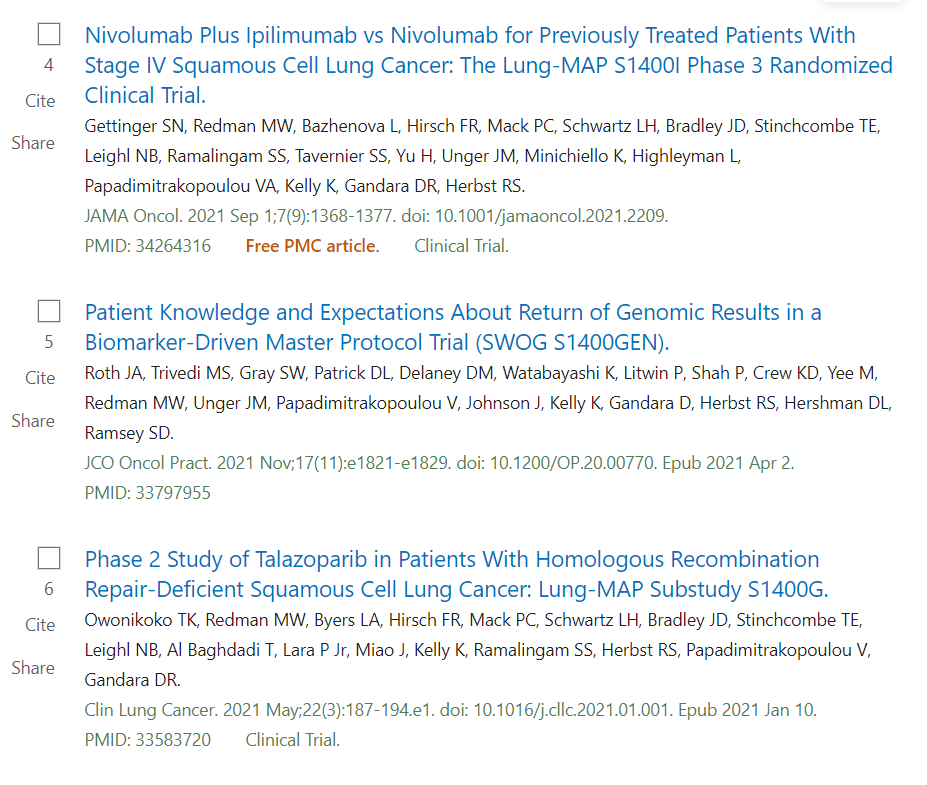 Nivolumab Plus Ipilimumab vs Nivolumab for Previously Treated Patients With
4
Stage IV Squamous Cell Lung Cancer: The Lung-MAP S1400I Phase 3 Randomized
Cite
Clinical Trial.
Gettinger SN, Redman MW, Bazhenova L, Hirsch FR, Mack PC, Schwartz LH, Bradley JD, Stinchcombe TE,
Share
Leighl NB, Ramalingam SS, Tavernier SS, Yu H, Unger JM, Minichiello K, Highleyman L,
Papadimitrakopoulou VA, Kelly K, Gandara DR, Herbst RS.
JAMA Oncol. 2021 Sep 1;7(9):1368-1377. doi: 10.1001/jamaoncol.2021.2209.
PMID: 34264316 Free PMC article. Clinical Trial.
Patient Knowledge and Expectations About Return of Genomic Results in a
5
Biomarker-Driven Master Protocol Trial (SWOG S1400GEN).
Cite
Roth JA, Trivedi MS, Gray SW, Patrick DL, Delaney DM, Watabayashi K, Litwin P, Shah P, Crew KD, Yee M,
Share
Redman MW, Unger JM, Papadimitrakopoulou V, Johnson J, Kelly K, Gandara D, Herbst RS, Hershman DL,
Ramsey SD.
JCO Oncol Pract. 2021 Nov;17(11):e1821-e1829. doi: 10.1200/OP.20.00770. Epub 2021 Apr 2.
PMID: 33797955
Phase 2 Study of Talazoparib in Patients With Homologous Recombination
6
Repair-Deficient Squamous Cell Lung Cancer: Lung-MAP Substudy S1400G.
Cite
Owonikoko TK, Redman MW, Byers LA, Hirsch FR, Mack PC, Schwartz LH, Bradley JD, Stinchcombe TE,
Share
Leighl NB, Al Baghdadi T, Lara P Jr, Miao J, Kelly K, Ramalingam SS, Herbst RS, Papadimitrakopoulou V,
Gandara DR.
Clin Lung Cancer. 2021 May;22(3):187-194.e1. doi: 10.1016/j.cllc.2021.01.001. Epub 2021 Jan 10.
PMID: 33583720 Clinical Trial.